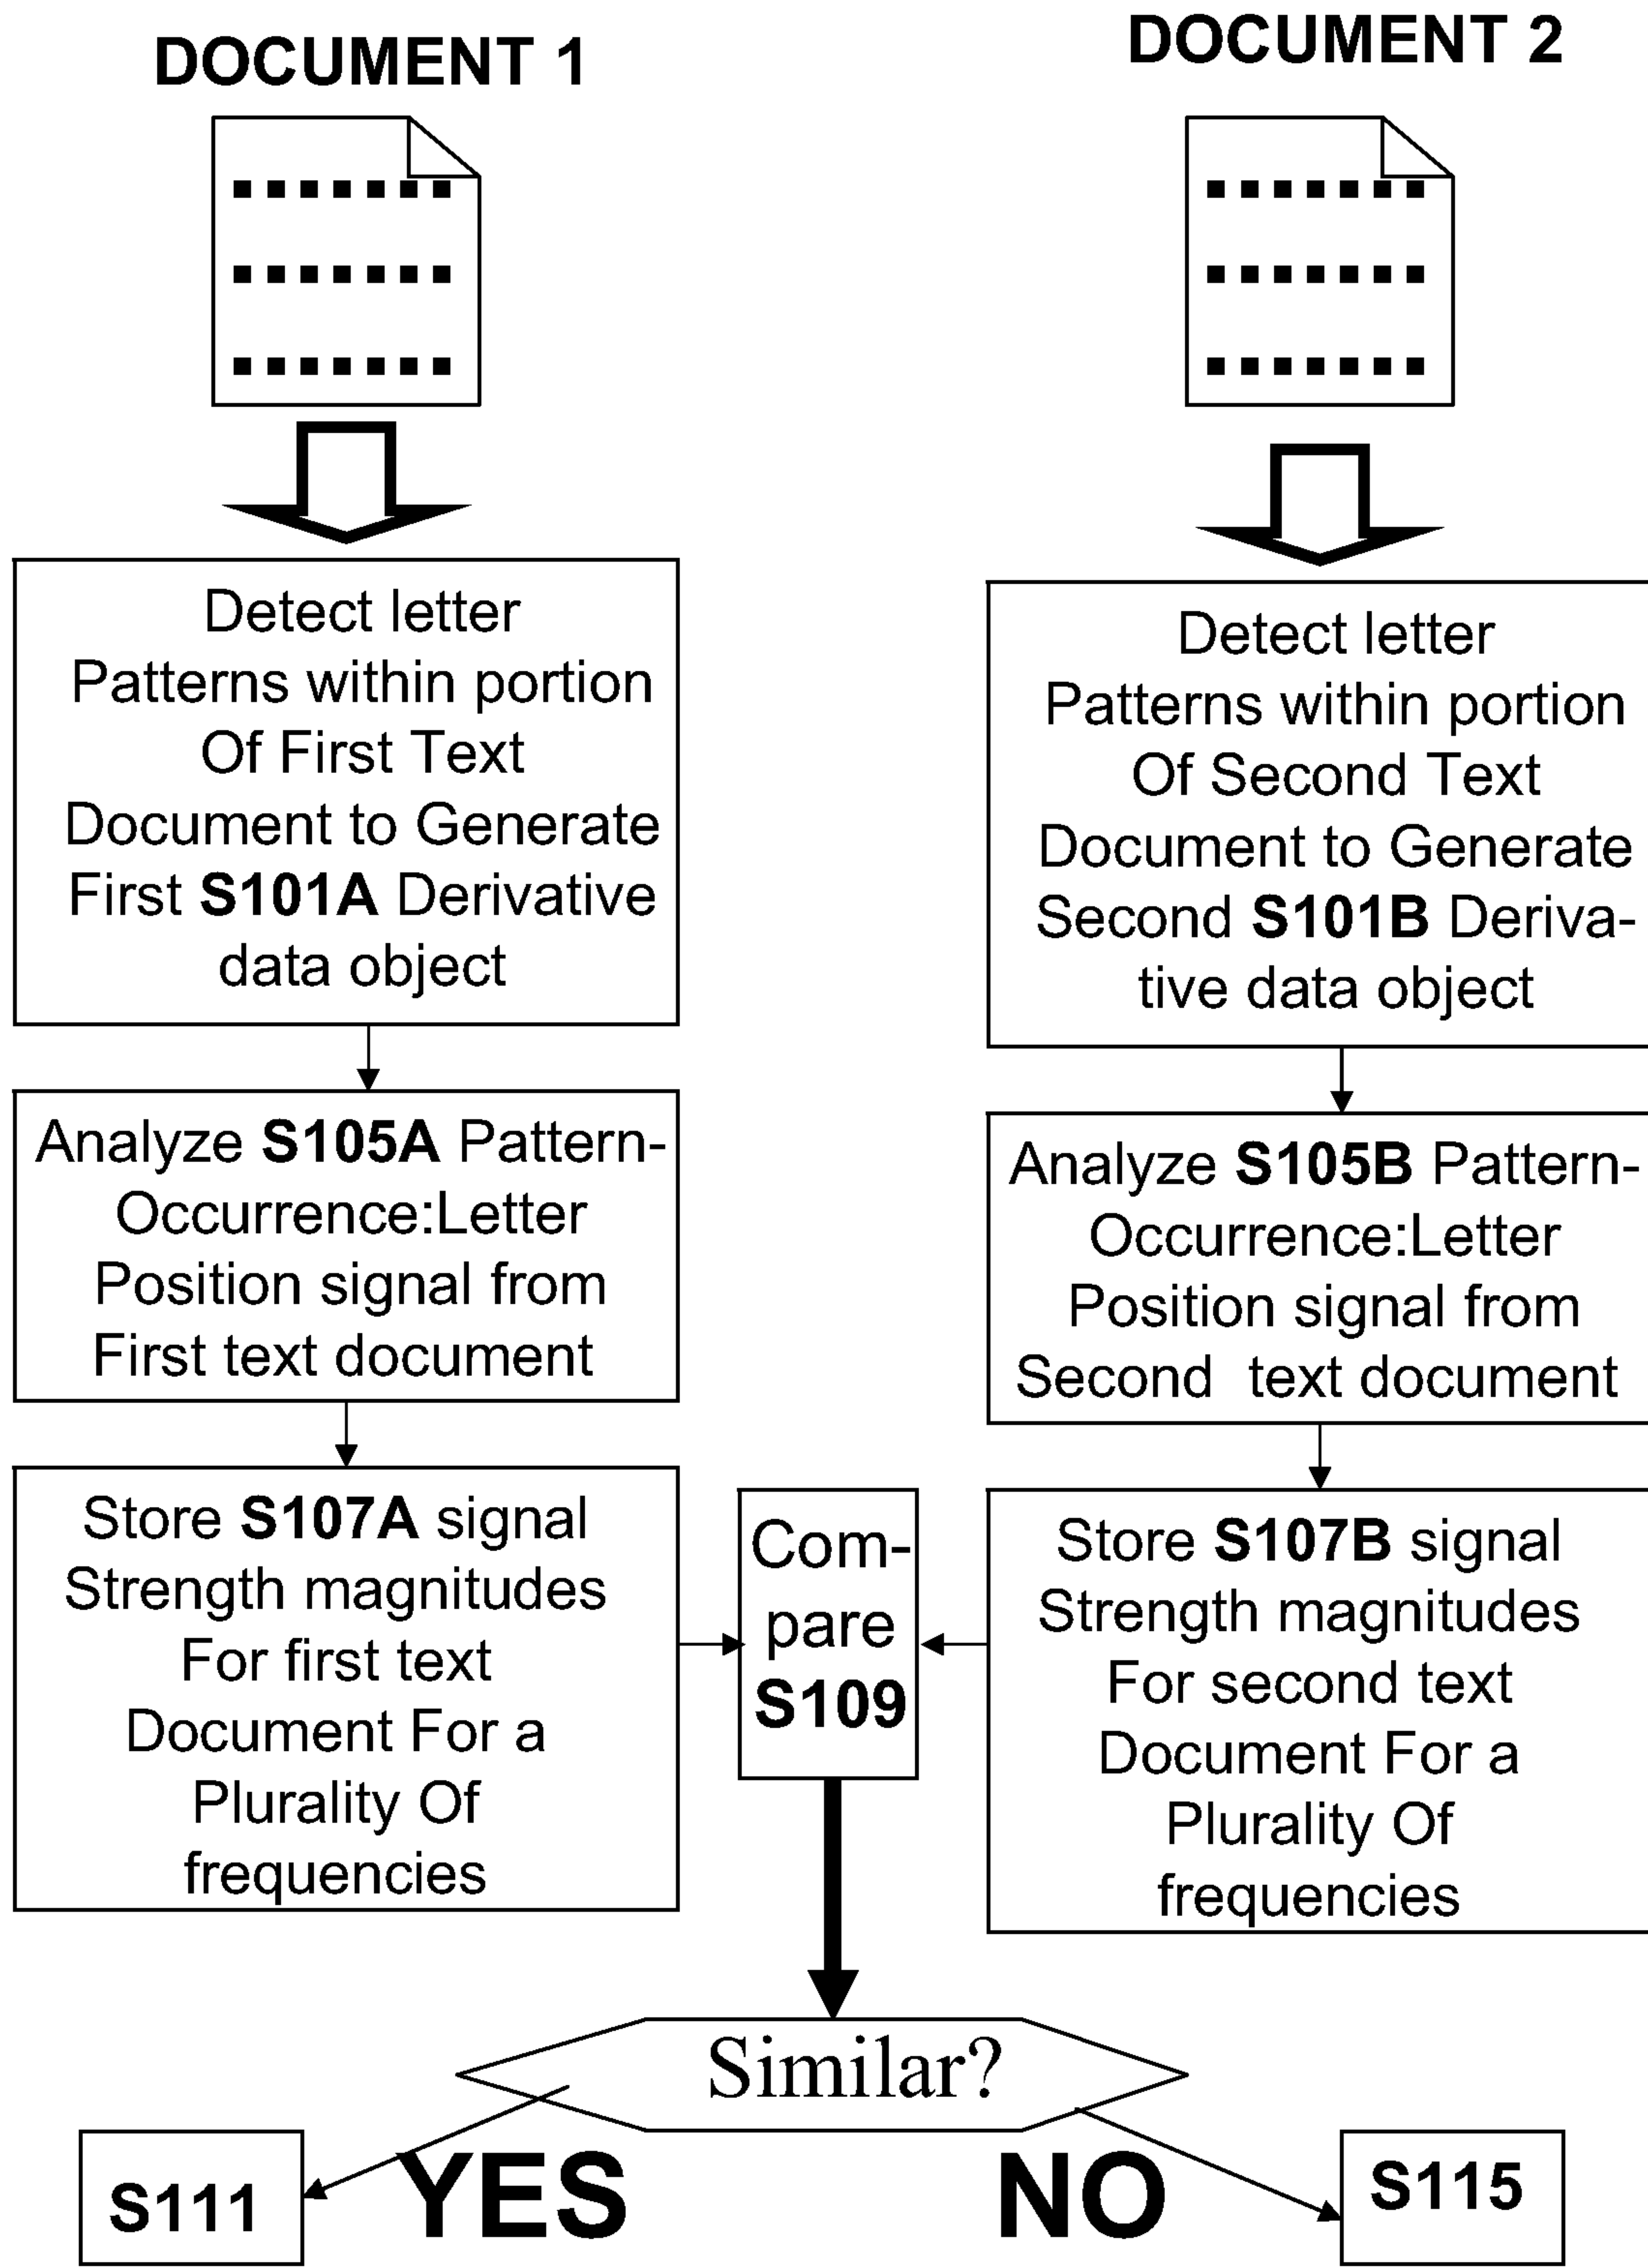 DOCUMENT 1
Detect letter
Patterns within portion
Of First Text
Document to Generate
First S101A Derivative
data object
Analyze S105A Pattern-
Occurrence:Letter
Position signal from
First text document
Store S107A signal
Strength magnitudes
For first text
Document For a
Plurality Of
frequencies
DOCUMENT 2
Detect letter
Patterns within portion
Of Second Text
Document to Generate
Second S101B Deriva-
tive data object
Analyze S105B Pattern-
Occurrence:Letter
Position signal from
Second text document
Store S107B signal
Strength magnitudes
For second text
Document For a
Plurality Of
frequencies
Com-
pare
S109
Similar?
YES
NO
S111
S115